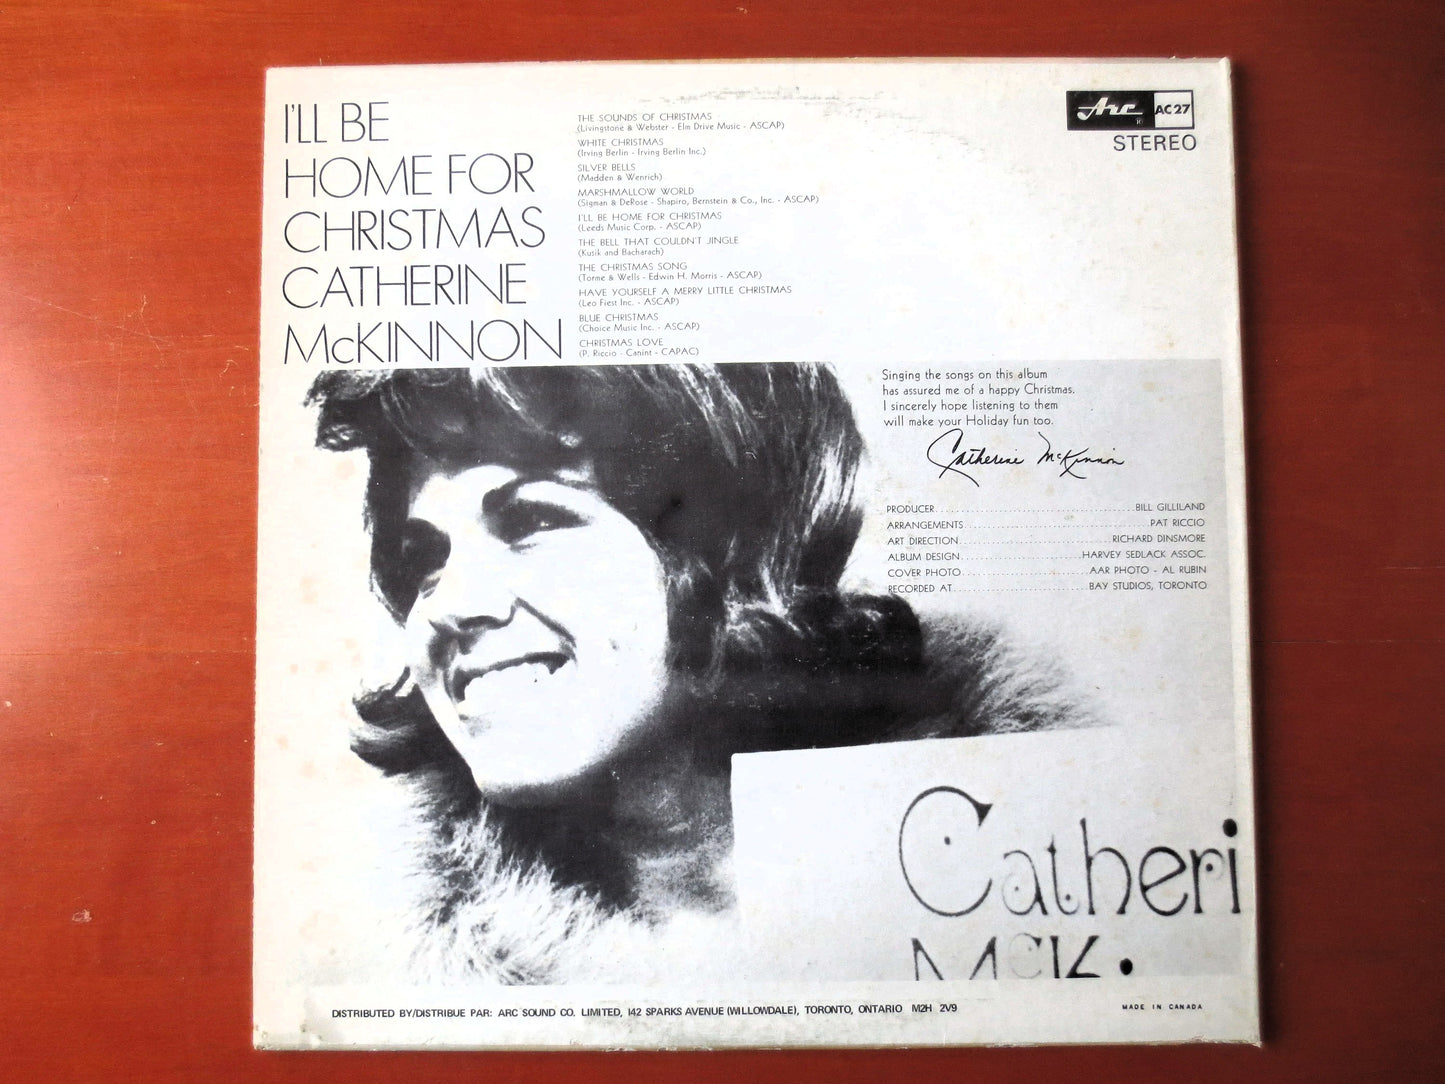 I'LL BE
HOME FOR
CHRISTMAS
CATHERINE
McKINNON
THE SOUNDS OF CHRISTMAS
(Livingstone & Webster - Elm Drive Music - ASCAP)
WHITE CHRISTMAS
(Irving Berlin - Irving Berlin Inc.)
SILVER BELLS
(Madden & Wenrich)
MARSHMALLOW WORLD
(Sigman & DeRose - Shapiro, Bernstein & Co., Inc. - ASCAP)
I'LL BE HOME FOR CHRISTMAS
(Leeds Music Corp. - ASCAP)
THE BELL THAT COULDN'T JINGLE
(Kusik and Bacharach)
THE CHRISTMAS SONG
(Torme & Wells - Edwin H. Morris - ASCAP)
HAVE YOURSELF A MERRY LITTLE CHRISTMAS
(Leo Fiest Inc. - ASCAP)
BLUE CHRISTMAS
(Choice Music Inc. - ASCAP)
CHRISTMAS LOVE
(P. Riccio - Canint - CAPAC)
Arc ® AC 27
STEREO
Singing the songs on this album
has assured me of a happy Christmas.
I sincerely hope listening to them
will make your Holiday fun too.
Catherine McKinnon
PRODUCER BILL GILLILAND
ARRANGEMENTS PAT RICCIO
ART DIRECTION RICHARD DINSMORE
ALBUM DESIGN HARVEY SEDLACK ASSOC.
COVER PHOTO AAR PHOTO - AL RUBIN
RECORDED AT BAY STUDIOS, TORONTO
Catheri
McK.
DISTRIBUTED BY/DISTRIBUE PAR: ARC SOUND CO. LIMITED, 142 SPARKS AVENUE (WILLOWDALE), TORONTO, ONTARIO M2H 2V9
MADE IN CANADA